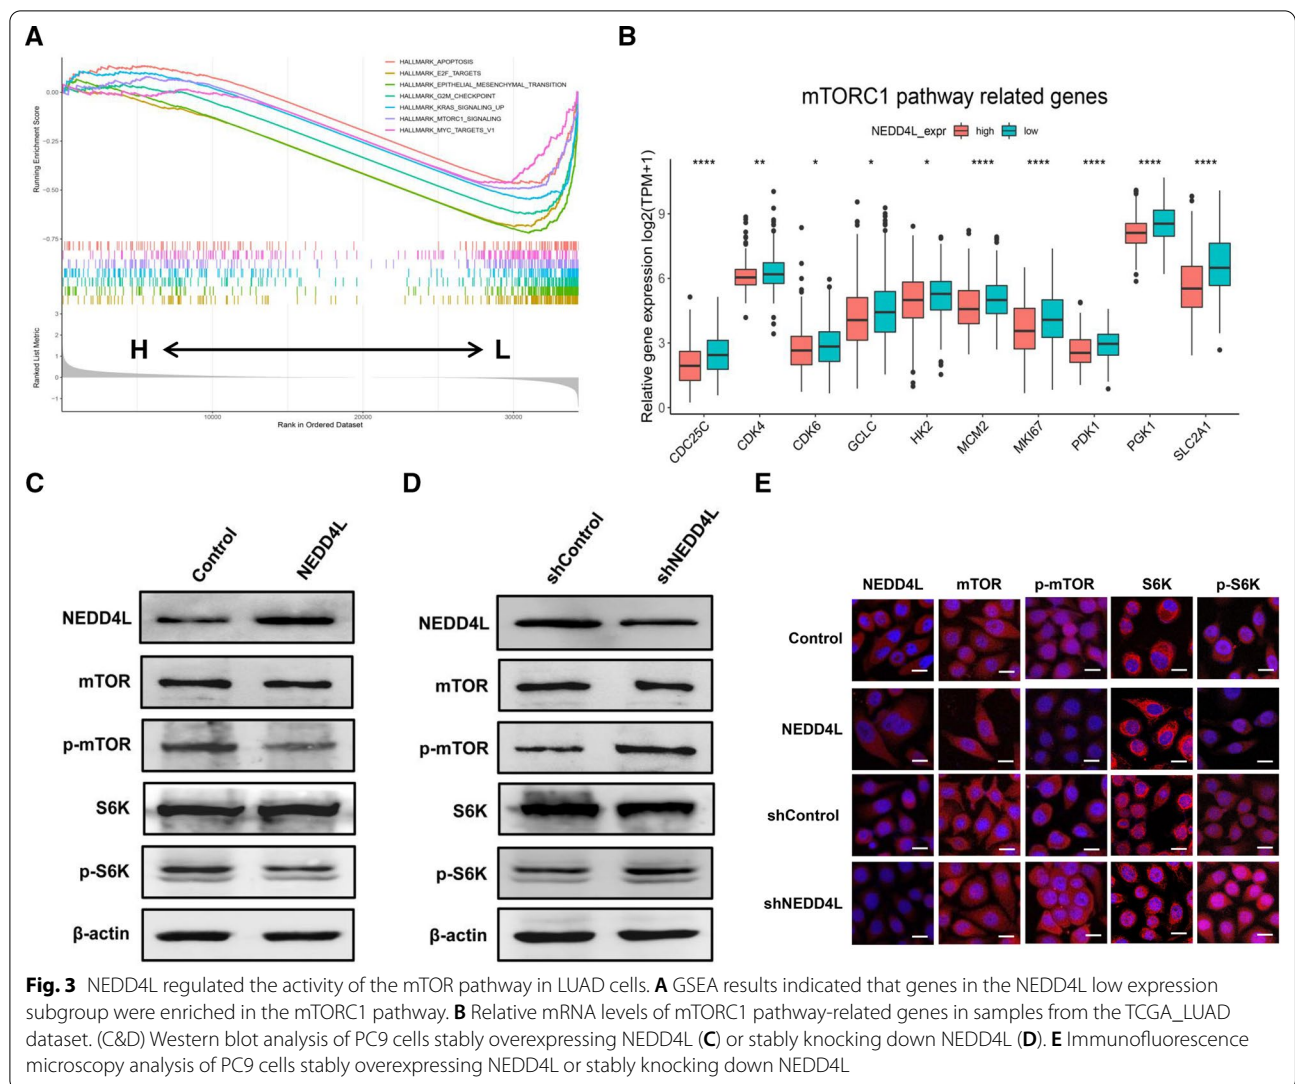 A
HALLMARK_APOPTOSIS
HALLMARK_E2F_TARGETS
HALLMARK_EPITHELIAL_MESENCHYMAL_TRANSITION
HALLMARK_G2M_CHECKPOINT
HALLMARK_KRAS_SIGNALING_UP
HALLMARK_MTORC1_SIGNALING
HALLMARK_MYC_TARGETS_V1
Running Enrichment Score
0.00
−0.25
−0.50
−0.75
Ranked List Metric
3
2
1
0
−1
H
L
10000
20000
30000
Rank in Ordered Dataset
B
mTORC1 pathway related genes
NEDD4L_expr high low
Relative gene expression log2(TPM+1)
**** ** * * * **** **** **** **** ****
9
6
3
0
CDC25C CDK4 CDK6 GCLC HK2 MCM2 MKI67 PDK1 PGK1 SLC2A1
C
Control NEDD4L
NEDD4L
mTOR
p-mTOR
S6K
p-S6K
β-actin
D
shControl shNEDD4L
NEDD4L
mTOR
p-mTOR
S6K
p-S6K
β-actin
E
NEDD4L mTOR p-mTOR S6K p-S6K
Control
NEDD4L
shControl
shNEDD4L
Fig. 3 NEDD4L regulated the activity of the mTOR pathway in LUAD cells. A GSEA results indicated that genes in the NEDD4L low expression
subgroup were enriched in the mTORC1 pathway. B Relative mRNA levels of mTORC1 pathway-related genes in samples from the TCGA_LUAD
dataset. (C&D) Western blot analysis of PC9 cells stably overexpressing NEDD4L (C) or stably knocking down NEDD4L (D). E Immunofluorescence
microscopy analysis of PC9 cells stably overexpressing NEDD4L or stably knocking down NEDD4L